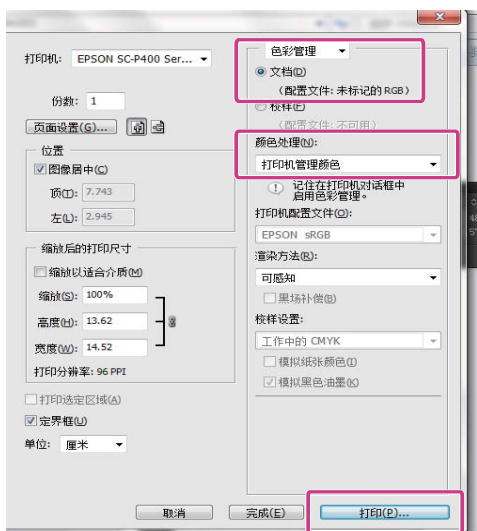 打印机: EPSON SC-P400 Ser...
份数: 1
页面设置(G)...
位置
图像居中(C)
顶(T): 7.743
左(L): 2.945
缩放后的打印尺寸
缩放以适合介质(M)
缩放(S): 100%
高度(H): 13.62
宽度(W): 14.52
打印分辨率: 96 PPI
打印选定区域(A)
定界框(U)
单位: 厘米
色彩管理
文档(D)
(配置文件: 未标记的 RGB)
校样(F)
(配置文件: 不可用)
颜色处理(N):
打印机管理颜色
记住在打印机对话框中
启用色彩管理。
打印机配置文件(O):
EPSON sRGB
渲染方法(R):
可感知
黑场补偿(B)
校样设置:
工作中的 CMYK
模拟纸张颜色(I)
模拟黑色油墨(K)
取消
完成(E)
打印(P)...